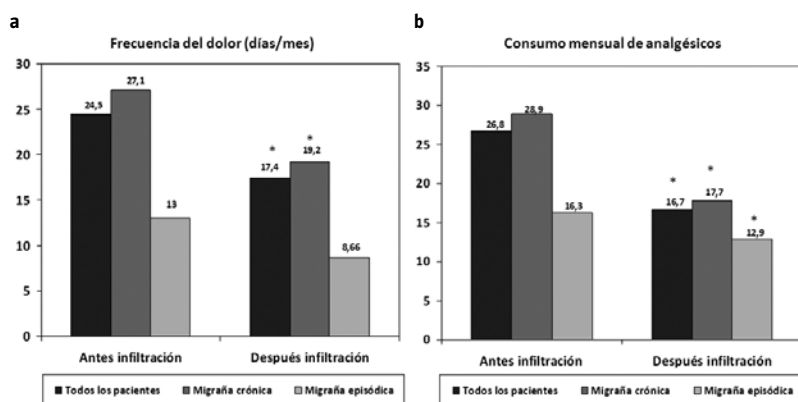 a
Frecuencia del dolor (días/mes)
30
25
20
15
10
5
0
24,5
27,1
13
*
17,4
*
19,2
8,66
Antes infiltración
Después infiltración
Todos los pacientes
Migraña crónica
Migraña episódica
b
Consumo mensual de analgésicos
35
30
25
20
15
10
5
0
26,8
28,9
16,3
*
16,7
*
17,7
*
12,9
Antes infiltración
Después infiltración
Todos los pacientes
Migraña crónica
Migraña episódica